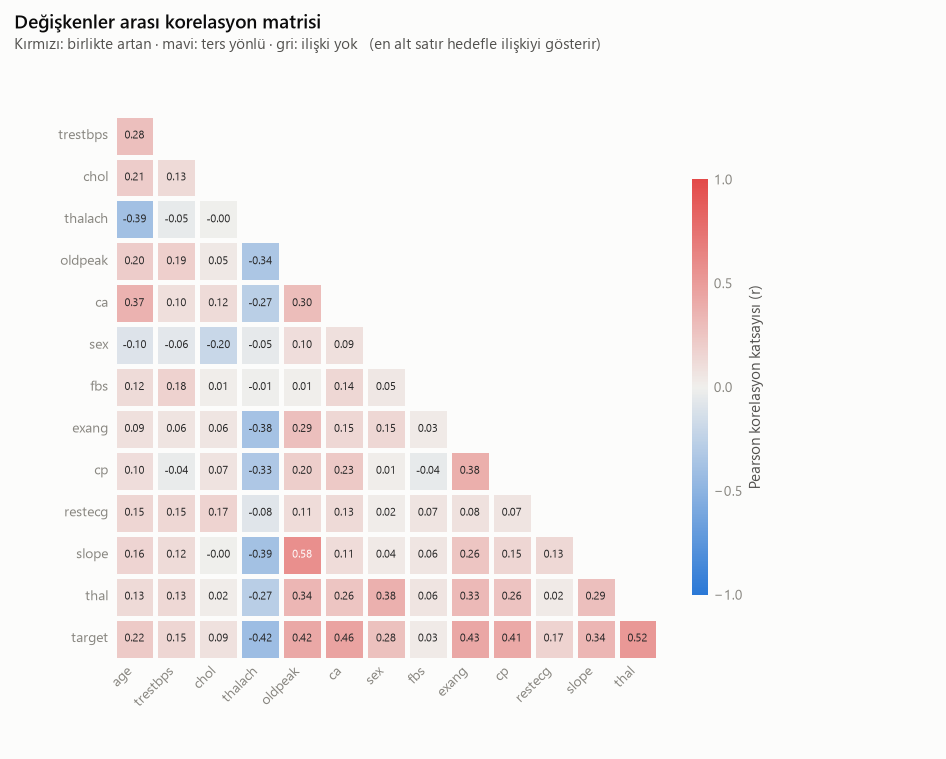 Değişkenler arası korelasyon matrisi
Kırmızı: birlikte artan · mavi: ters yönlü · gri: ilişki yok   (en alt satır hedefle ilişkiyi gösterir)
trestbps 0.28
chol 0.21 0.13
thalach -0.39 -0.05 -0.00
oldpeak 0.20 0.19 0.05 -0.34
ca 0.37 0.10 0.12 -0.27 0.30
sex -0.10 -0.06 -0.20 -0.05 0.10 0.09
fbs 0.12 0.18 0.01 -0.01 0.01 0.14 0.05
exang 0.09 0.06 0.06 -0.38 0.29 0.15 0.15 0.03
cp 0.10 -0.04 0.07 -0.33 0.20 0.23 0.01 -0.04 0.38
restecg 0.15 0.15 0.17 -0.08 0.11 0.13 0.02 0.07 0.08 0.07
slope 0.16 0.12 -0.00 -0.39 0.58 0.11 0.04 0.06 0.26 0.15 0.13
thal 0.13 0.13 0.02 -0.27 0.34 0.26 0.38 0.06 0.33 0.26 0.02 0.29
target 0.22 0.15 0.09 -0.42 0.42 0.46 0.28 0.03 0.43 0.41 0.17 0.34 0.52
age trestbps chol thalach oldpeak ca sex fbs exang cp restecg slope thal
1.0
0.5
0.0
−0.5
−1.0
Pearson korelasyon katsayısı (r)